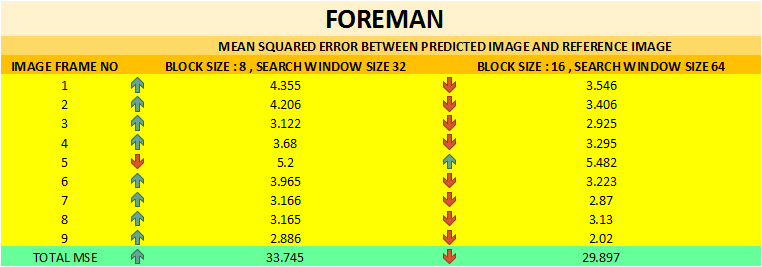 FOREMAN
MEAN SQUARED ERROR BETWEEN PREDICTED IMAGE AND REFERENCE IMAGE
IMAGE FRAME NO BLOCK SIZE : 8 , SEARCH WINDOW SIZE 32 BLOCK SIZE : 16 , SEARCH WINDOW SIZE 64
1 4.355 3.546
2 4.206 3.406
3 3.122 2.925
4 3.68 3.295
5 5.2 5.482
6 3.965 3.223
7 3.166 2.87
8 3.165 3.13
9 2.886 2.02
TOTAL MSE 33.745 29.897